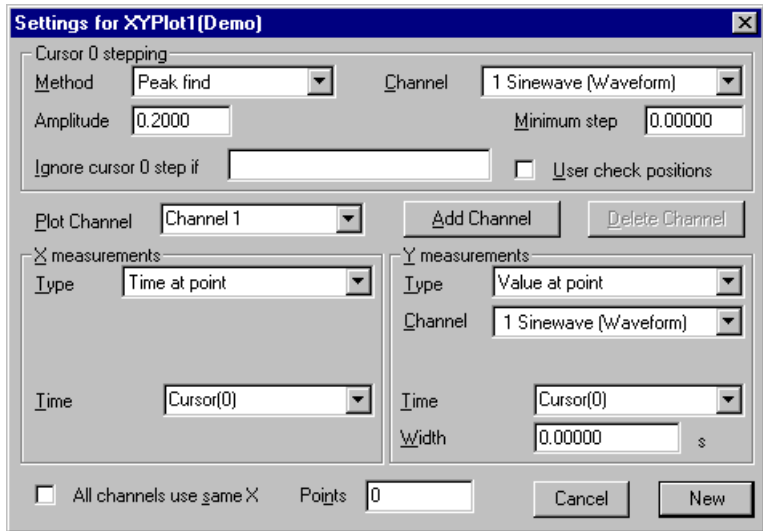 Settings for XYPlot1(Demo)
Cursor 0 stepping
Method Peak find Channel 1 Sinewave (Waveform)
Amplitude 0.2000 Minimum step 0.00000
Ignore cursor 0 step if User check positions
Plot Channel Channel 1 Add Channel Delete Channel
X measurements Y measurements
Type Time at point Type Value at point
Channel 1 Sinewave (Waveform)
Time Cursor(0) Time Cursor(0)
Width 0.00000 s
All channels use same X Points 0 Cancel New